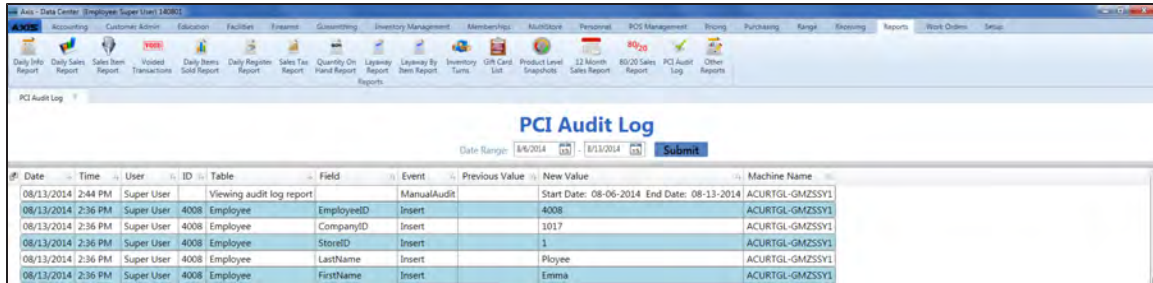 Axis - Data Center (Employee: Super User) 140801
AXIS Accounting Customer Admin Education Facilities Firearms Gunsmithing Inventory Management Memberships MultiStore Personnel POS Management Pricing Purchasing Range Receiving Reports Work Orders Setup
Daily Info Report Daily Sales Report Sales Item Report VOID Voided Transactions Daily Items Sold Report Daily Register Report Sales Tax Report Quantity On Hand Report Layaway Report Layaway By Item Report Inventory Turns Gift Card List Product Level Snapshots 12 Month Sales Report 80/20 80/20 Sales Report PCI Audit Log Other Reports
Reports
PCI Audit Log
PCI Audit Log
Date Range: 8/6/2014 - 8/13/2014 Submit
Date Time User ID Table Field Event Previous Value New Value Machine Name
08/13/2014 2:44 PM Super User Viewing audit log report ManualAudit Start Date: 08-06-2014 End Date: 08-13-2014 ACURTGL-GMZSSY1
08/13/2014 2:36 PM Super User 4008 Employee EmployeeID Insert 4008 ACURTGL-GMZSSY1
08/13/2014 2:36 PM Super User 4008 Employee CompanyID Insert 1017 ACURTGL-GMZSSY1
08/13/2014 2:36 PM Super User 4008 Employee StoreID Insert 1 ACURTGL-GMZSSY1
08/13/2014 2:36 PM Super User 4008 Employee LastName Insert Ployee ACURTGL-GMZSSY1
08/13/2014 2:36 PM Super User 4008 Employee FirstName Insert Emma ACURTGL-GMZSSY1